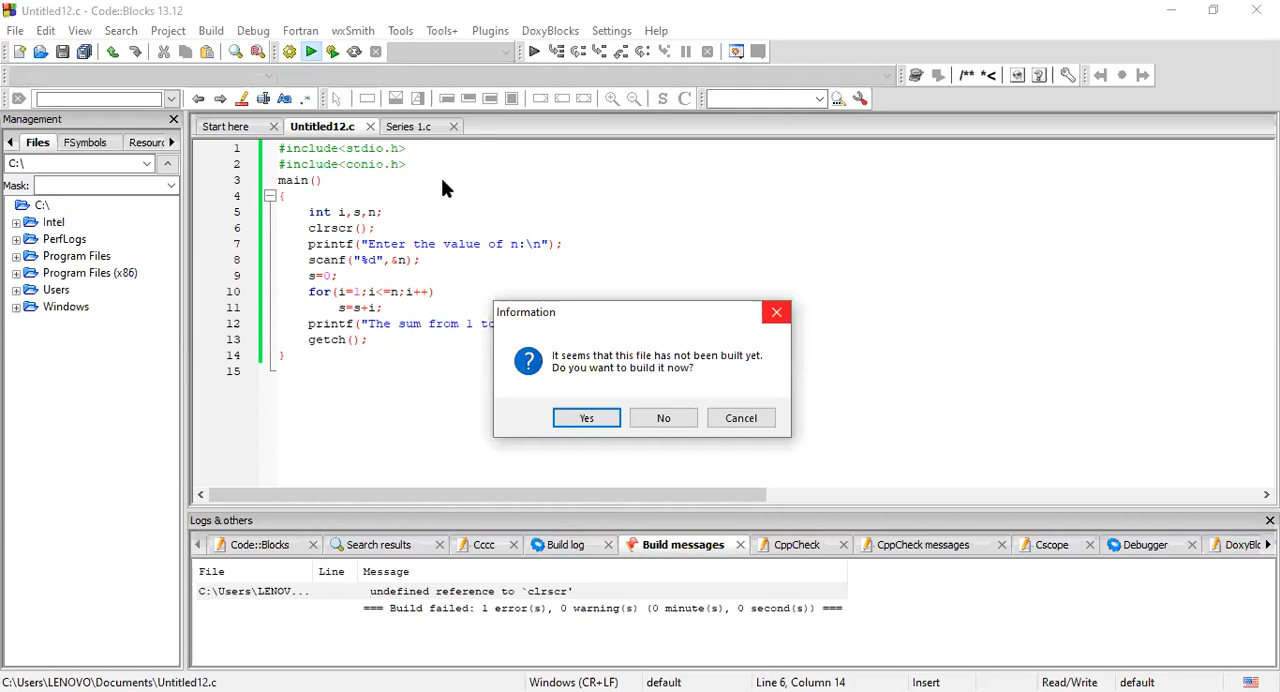 Untitled12.c - Code::Blocks 13.12
File Edit View Search Project Build Debug Fortran wxSmith Tools Tools+ Plugins DoxyBlocks Settings Help
/** *<
S C
Management
Files FSymbols Resourc
C:\
Mask:
C:\
Intel
PerfLogs
Program Files
Program Files (x86)
Users
Windows
Start here Untitled12.c Series 1.c
1 #include<stdio.h>
2 #include<conio.h>
3 main()
4 {
5 int i,s,n;
6 clrscr();
7 printf("Enter the value of n:\n");
8 scanf("%d",&n);
9 s=0;
10 for(i=1;i<=n;i++)
11 s=s+i;
12 printf("The sum from 1 to
13 getch();
14 }
15
Information
It seems that this file has not been built yet.
Do you want to build it now?
Yes No Cancel
Logs & others
Code::Blocks Search results Cccc Build log Build messages CppCheck CppCheck messages Cscope Debugger DoxyBlo
File Line Message
C:\Users\LENOV... undefined reference to `clrscr'
=== Build failed: 1 error(s), 0 warning(s) (0 minute(s), 0 second(s)) ===
C:\Users\LENOVO\Documents\Untitled12.c Windows (CR+LF) default Line 6, Column 14 Insert Read/Write default